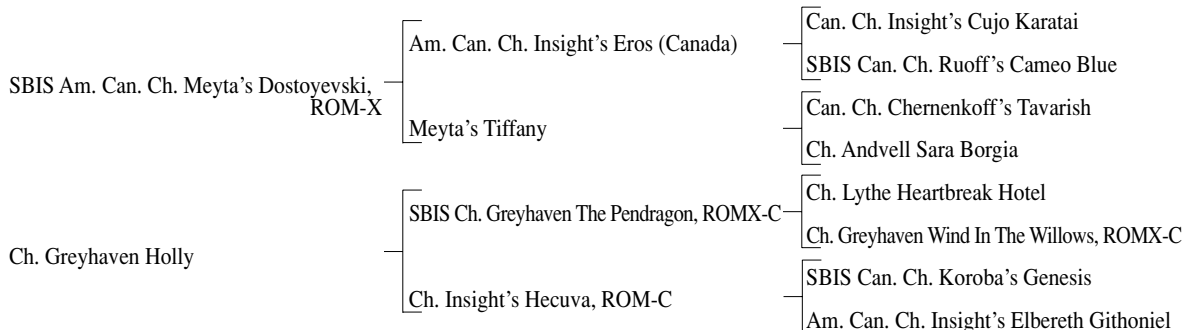 Can. Ch. Insight's Cujo Karatai
Am. Can. Ch. Insight's Eros (Canada)
SBIS Can. Ch. Ruoff's Cameo Blue
SBIS Am. Can. Ch. Meyta's Dostoyevski,
ROM-X
Can. Ch. Chernenkoff's Tavarish
Meyta's Tiffany
Ch. Andvell Sara Borgia
Ch. Lythe Heartbreak Hotel
SBIS Ch. Greyhaven The Pendragon, ROMX-C
Ch. Greyhaven Wind In The Willows, ROMX-C
Ch. Greyhaven Holly
SBIS Can. Ch. Koroba's Genesis
Ch. Insight's Hecuva, ROM-C
Am. Can. Ch. Insight's Elbereth Githoniel